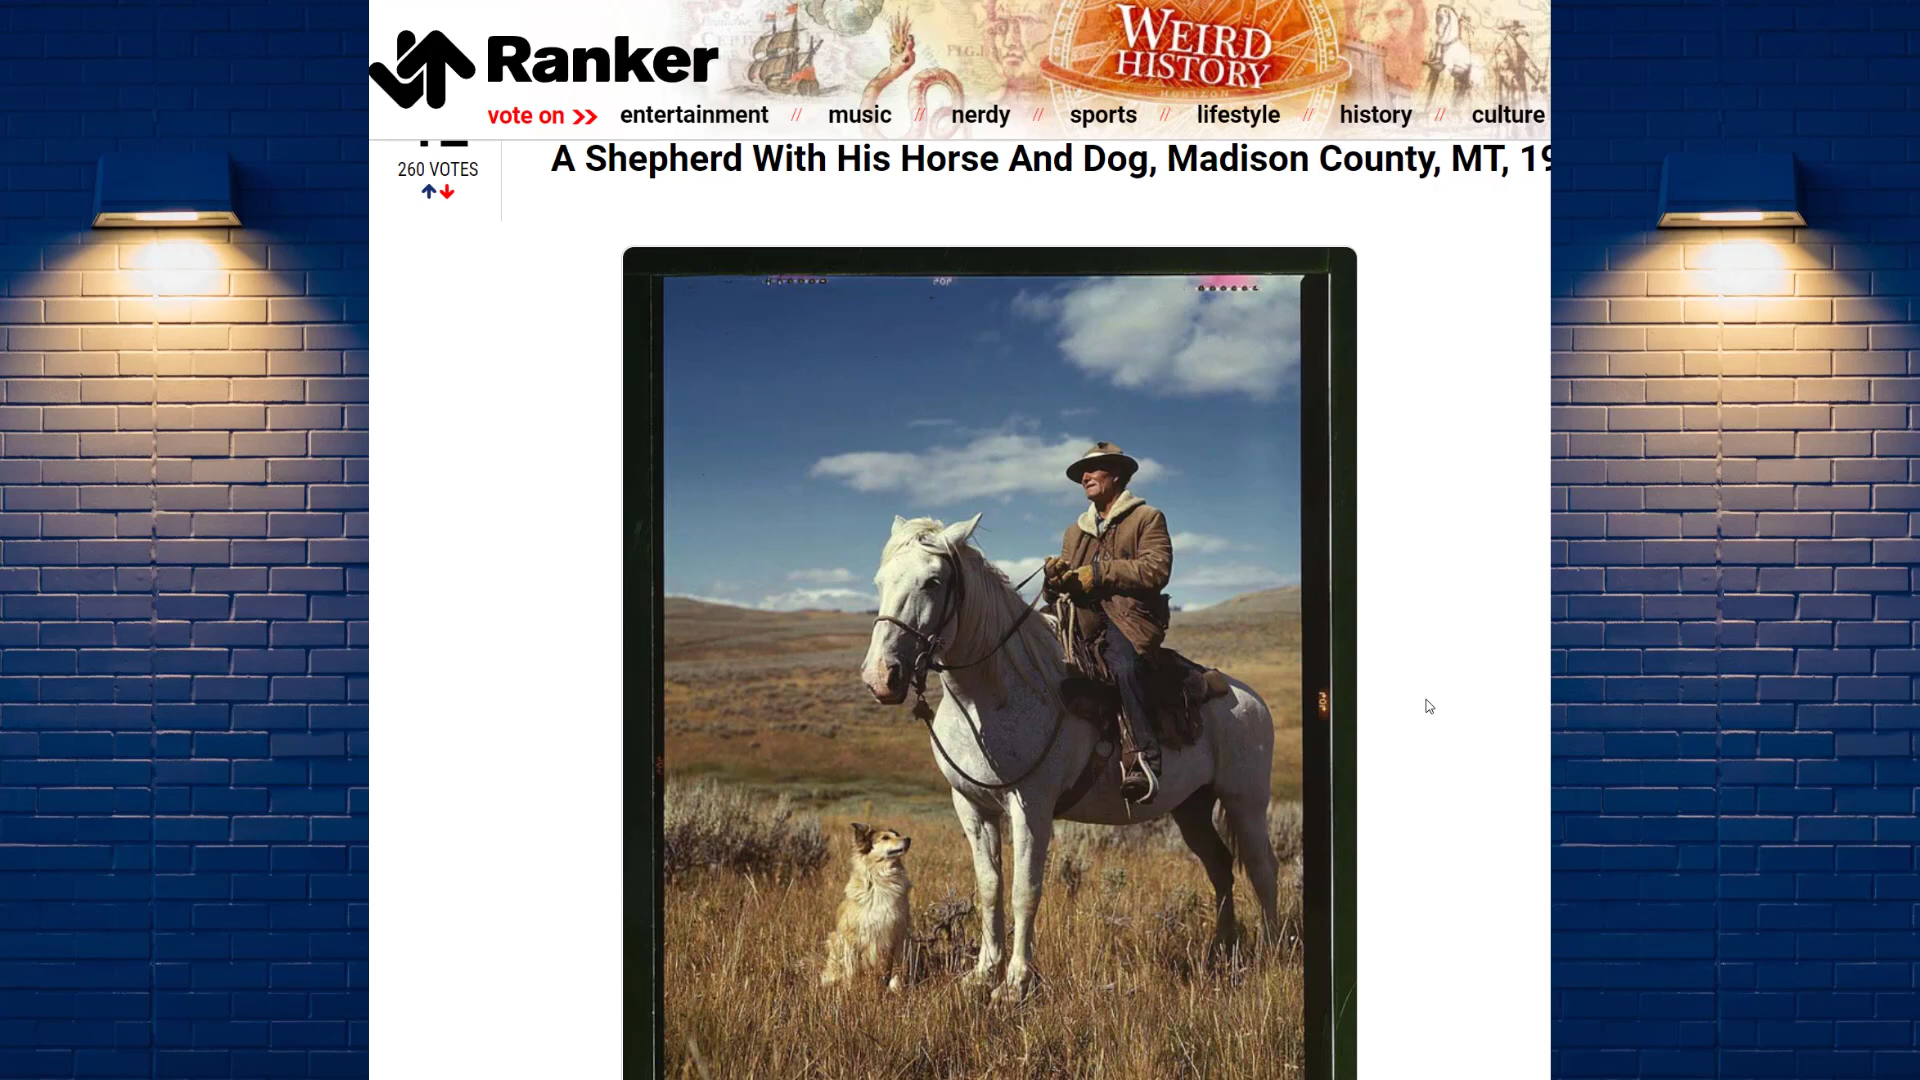 Ranker
WEIRD
HISTORY
vote on >> entertainment // music // nerdy // sports // lifestyle // history // culture
260 VOTES
A Shepherd With His Horse And Dog, Madison County, MT, 19